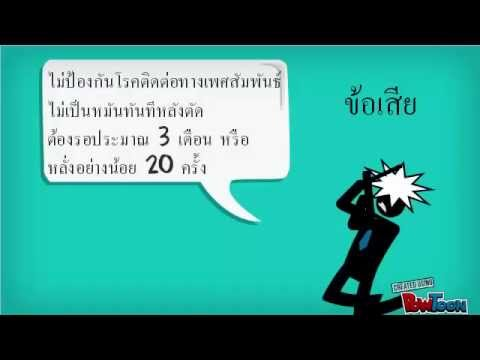 ไม่ป้องกันโรคติดต่อทางเพศสัมพันธ์
ไม่เป็นหมันทันทีหลังตัด
ต้องรอประมาณ 3 เดือน หรือ
หลั่งอย่างน้อย 20 ครั้ง
ข้อเสีย
CREATED USING
PowToon